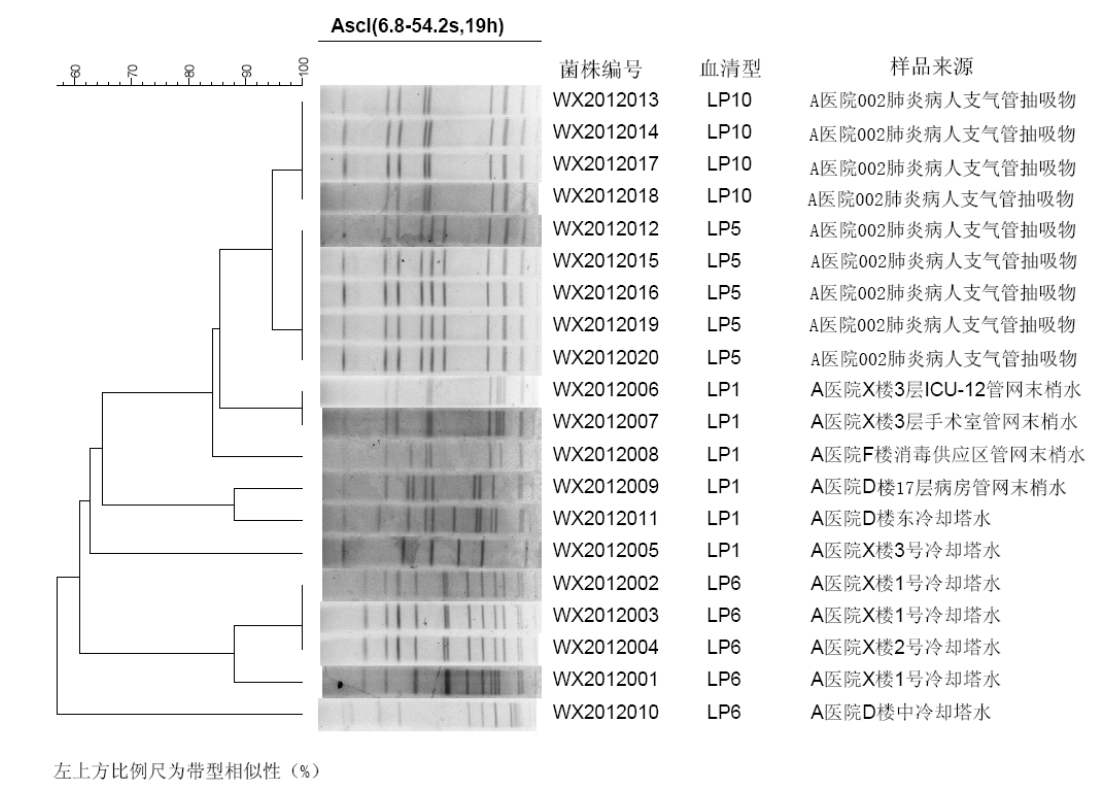 AscI(6.8-54.2s,19h)
60 70 80 90 100
菌株编号 血清型 样品来源
WX2012013 LP10 A医院002肺炎病人支气管抽吸物
WX2012014 LP10 A医院002肺炎病人支气管抽吸物
WX2012017 LP10 A医院002肺炎病人支气管抽吸物
WX2012018 LP10 A医院002肺炎病人支气管抽吸物
WX2012012 LP5 A医院002肺炎病人支气管抽吸物
WX2012015 LP5 A医院002肺炎病人支气管抽吸物
WX2012016 LP5 A医院002肺炎病人支气管抽吸物
WX2012019 LP5 A医院002肺炎病人支气管抽吸物
WX2012020 LP5 A医院002肺炎病人支气管抽吸物
WX2012006 LP1 A医院X楼3层ICU-12管网末梢水
WX2012007 LP1 A医院X楼3层手术室管网末梢水
WX2012008 LP1 A医院F楼消毒供应区管网末梢水
WX2012009 LP1 A医院D楼17层病房管网末梢水
WX2012011 LP1 A医院D楼东冷却塔水
WX2012005 LP1 A医院X楼3号冷却塔水
WX2012002 LP6 A医院X楼1号冷却塔水
WX2012003 LP6 A医院X楼1号冷却塔水
WX2012004 LP6 A医院X楼2号冷却塔水
WX2012001 LP6 A医院X楼1号冷却塔水
WX2012010 LP6 A医院D楼中冷却塔水
左上方比例尺为带型相似性（%）